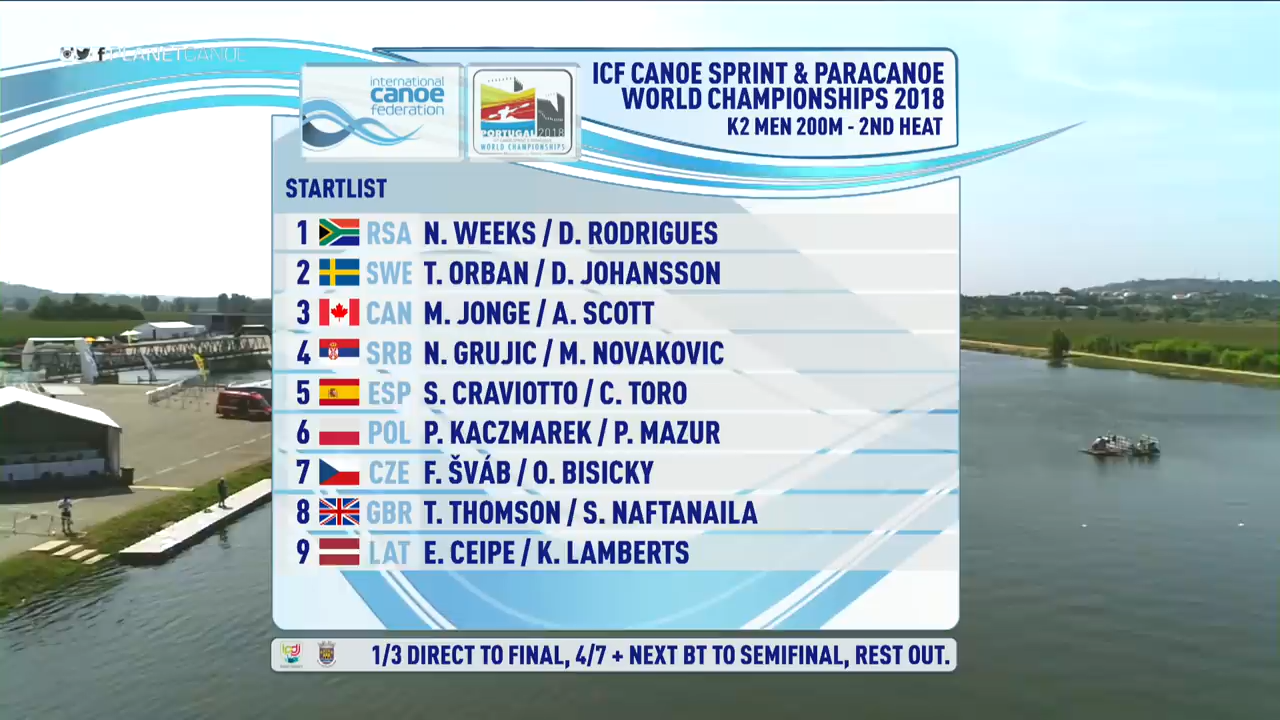 #PLANETCANOE
international
canoe
federation
PORTUGAL 2018
WORLD CHAMPIONSHIPS
ICF CANOE SPRINT & PARACANOE
WORLD CHAMPIONSHIPS 2018
K2 MEN 200M - 2ND HEAT
STARTLIST
1 RSA N. WEEKS / D. RODRIGUES
2 SWE T. ORBAN / D. JOHANSSON
3 CAN M. JONGE / A. SCOTT
4 SRB N. GRUJIC / M. NOVAKOVIC
5 ESP S. CRAVIOTTO / C. TORO
6 POL P. KACZMAREK / P. MAZUR
7 CZE F. ŠVÁB / O. BISICKY
8 GBR T. THOMSON / S. NAFTANAILA
9 LAT E. CEIPE / K. LAMBERTS
1/3 DIRECT TO FINAL, 4/7 + NEXT BT TO SEMIFINAL, REST OUT.